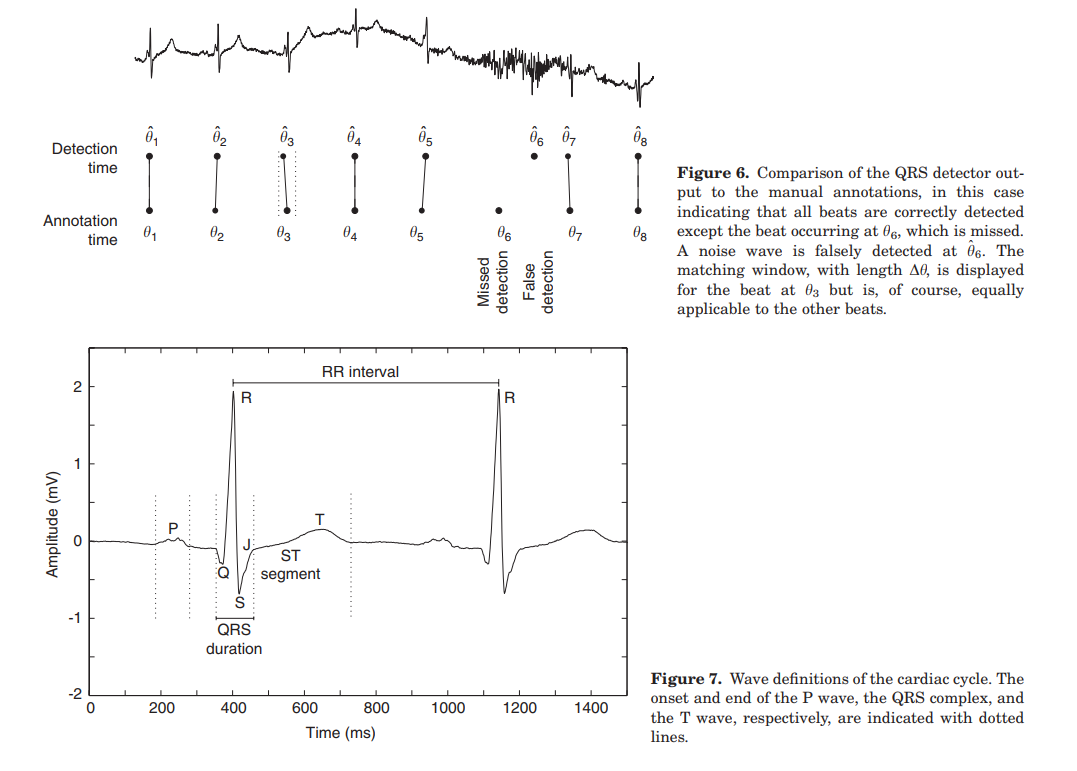 θ̂1 θ̂2 θ̂3 θ̂4 θ̂5 θ̂6 θ̂7 θ̂8
Detection
time
Annotation
time
θ1 θ2 θ3 θ4 θ5 θ6 θ7 θ8
Missed
detection
False
detection
Figure 6. Comparison of the QRS detector out-
put to the manual annotations, in this case
indicating that all beats are correctly detected
except the beat occurring at θ6, which is missed.
A noise wave is falsely detected at θ̂6. The
matching window, with length Δθ, is displayed
for the beat at θ3 but is, of course, equally
applicable to the other beats.
RR interval
2
R
R
1
Amplitude (mV)
P
T
0
J
ST
Q
segment
S
-1
QRS
duration
-2
0 200 400 600 800 1000 1200 1400
Time (ms)
Figure 7. Wave definitions of the cardiac cycle. The
onset and end of the P wave, the QRS complex, and
the T wave, respectively, are indicated with dotted
lines.